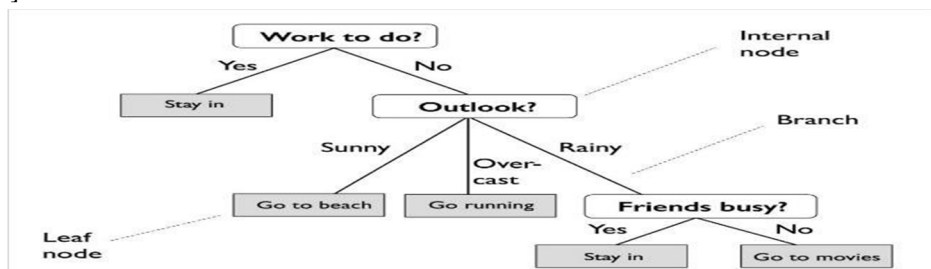 Work to do?
Internal
node
Yes
No
Stay in
Outlook?
Branch
Sunny
Over-
cast
Rainy
Go to beach
Go running
Friends busy?
Leaf
node
Yes
No
Stay in
Go to movies